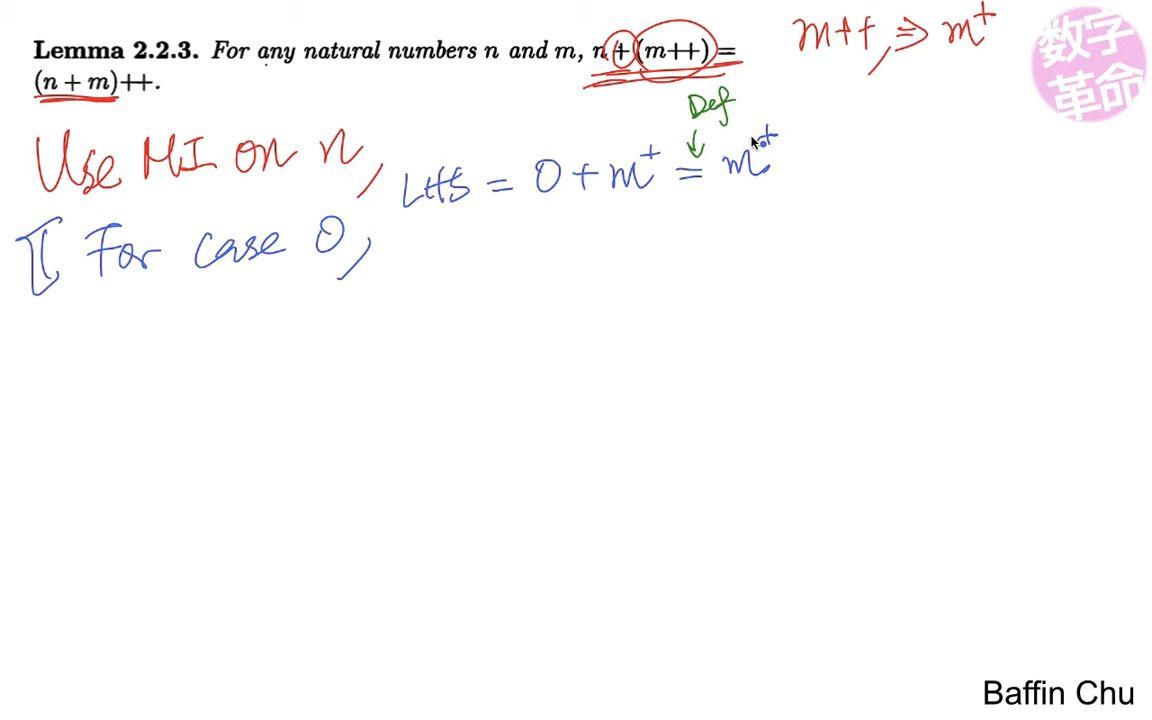 Lemma 2.2.3. For any natural numbers n and m, n + (m++) =
(n + m)++.
m++, ⇒ m⁺
数字
革命
Def
↓
Use MI on n,
LHS = 0 + m⁺ = m⁺
[ For case 0,
Baffin Chu